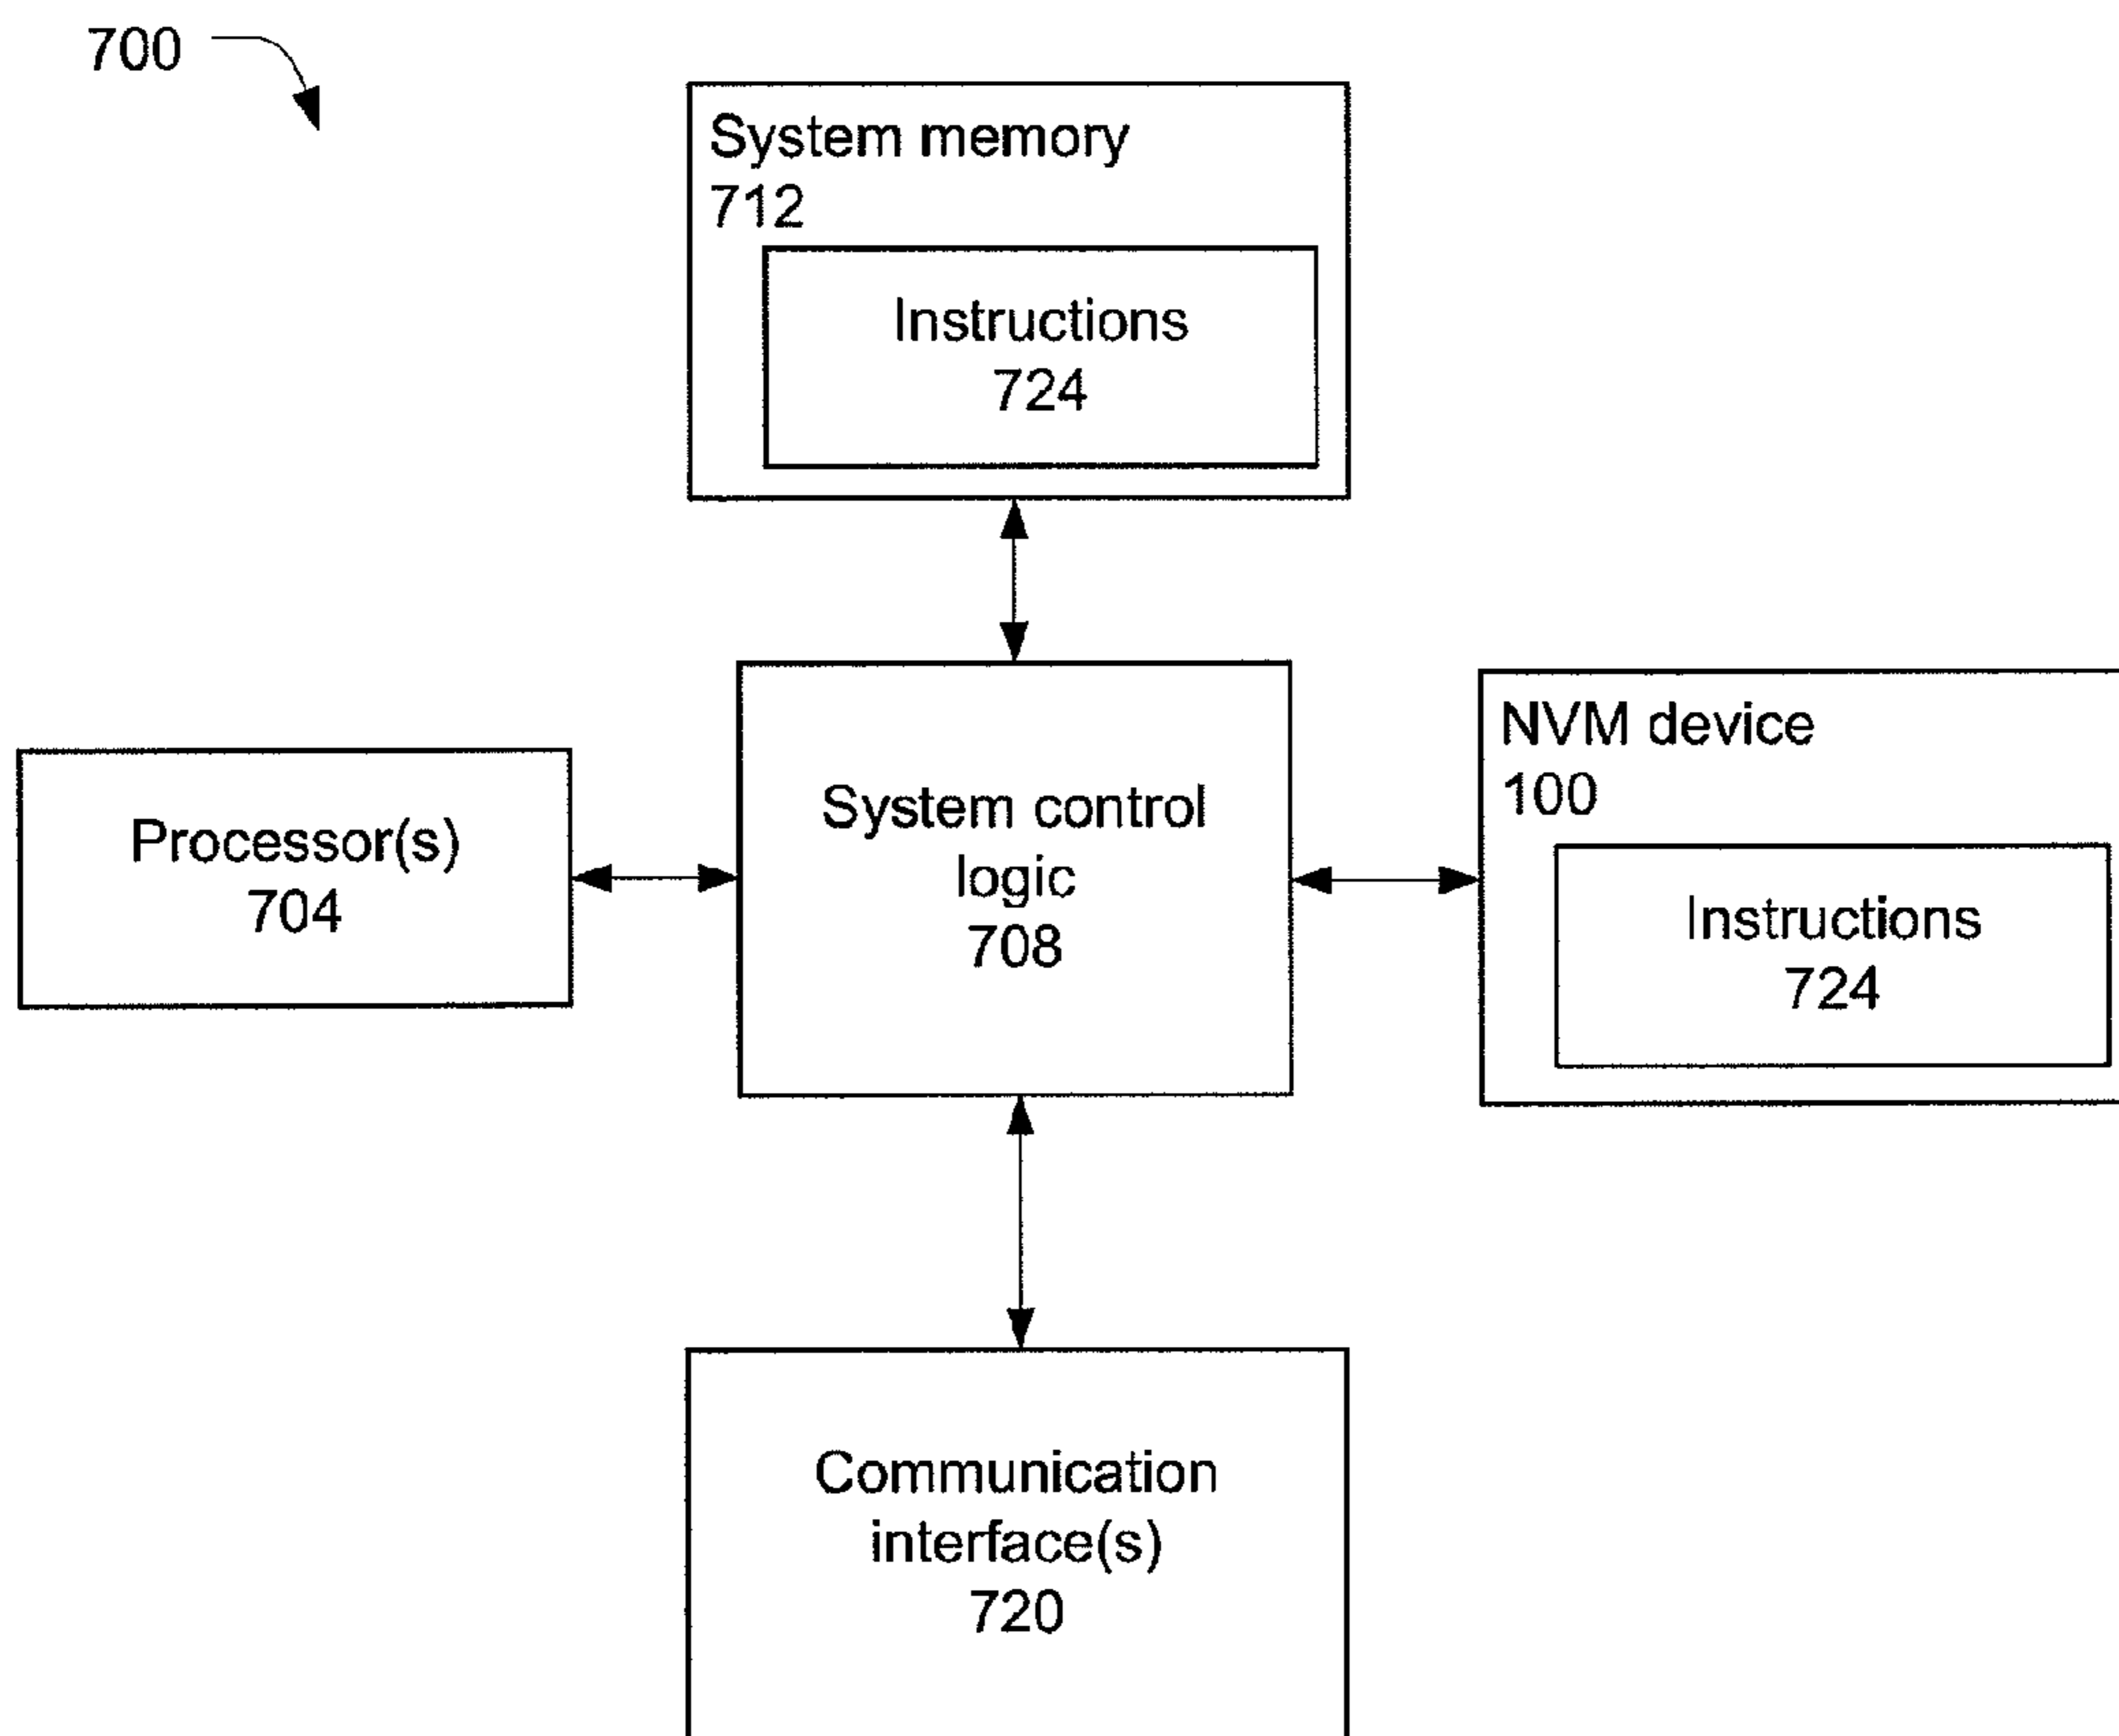 700
System memory
712
Instructions
724
Processor(s)
704
System control
logic
708
NVM device
100
Instructions
724
Communication
interface(s)
720